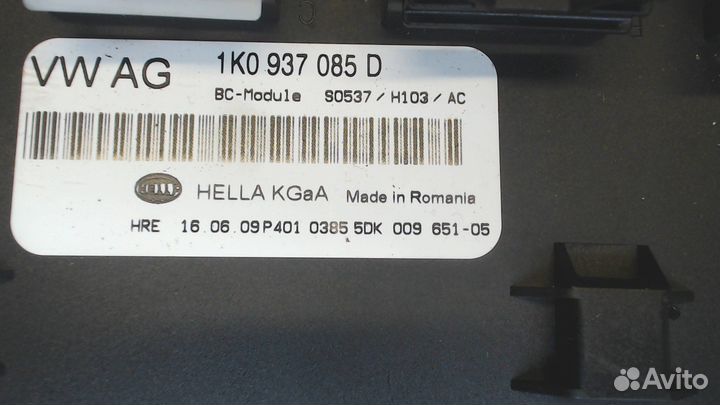 VW AG 1K0 937 085 D
BC-Module S0537 / H103 / AC
HELLA HELLA KGaA Made in Romania
HRE 16.06.09 P401 0385 5DK 009 651-05
Avito